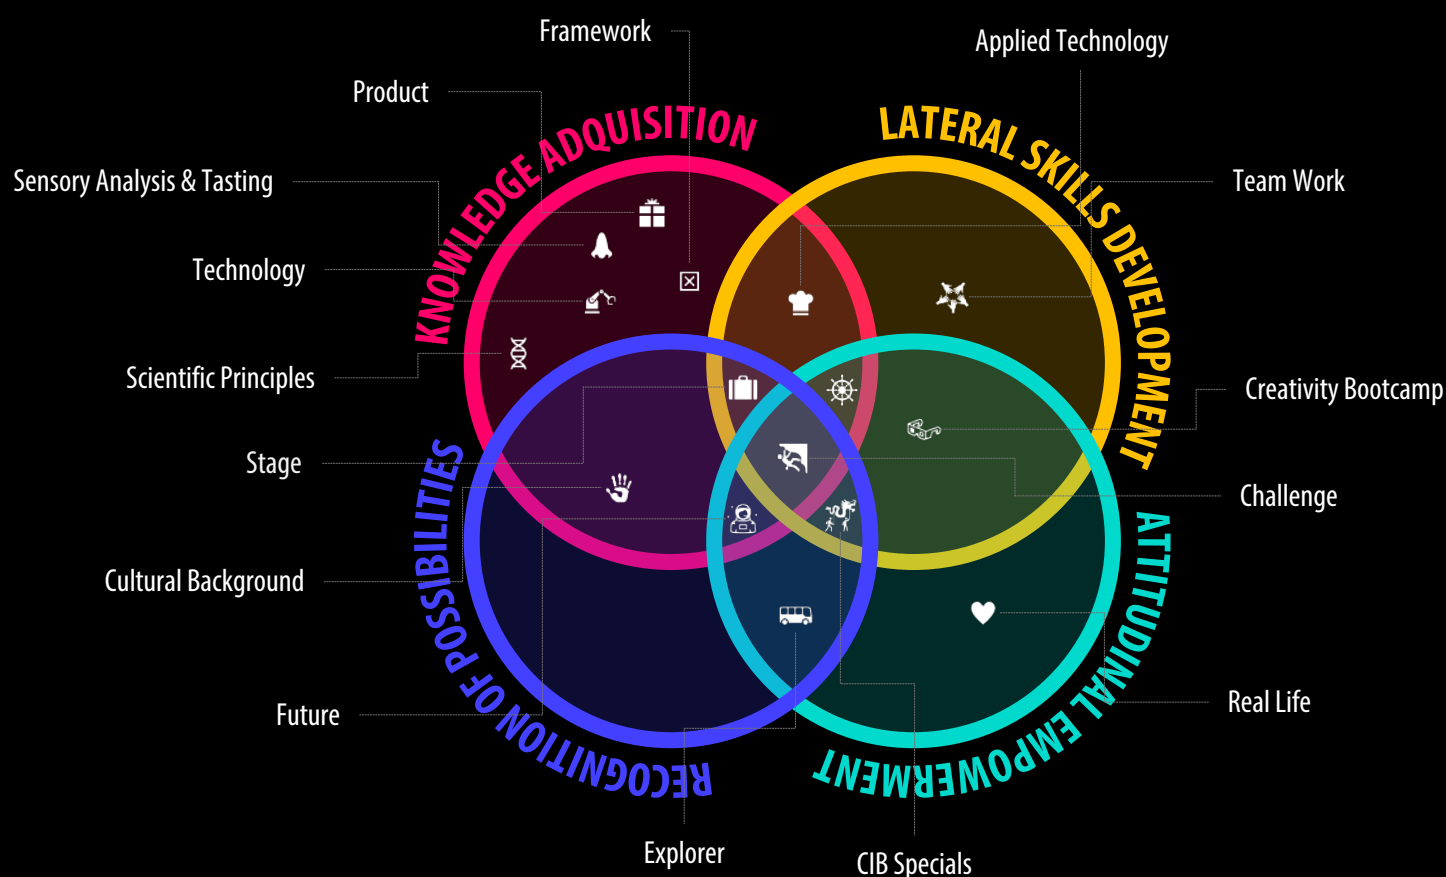 Framework
Applied Technology
Product
KNOWLEDGE ADQUISITION
LATERAL SKILLS DEVELOPMENT
Sensory Analysis & Tasting
Team Work
Technology
Scientific Principles
Creativity Bootcamp
Stage
Challenge
Cultural Background
RECOGNITION OF POSSIBILITIES
ATTITUDINAL EMPOWERMENT
Future
Real Life
Explorer
CIB Specials